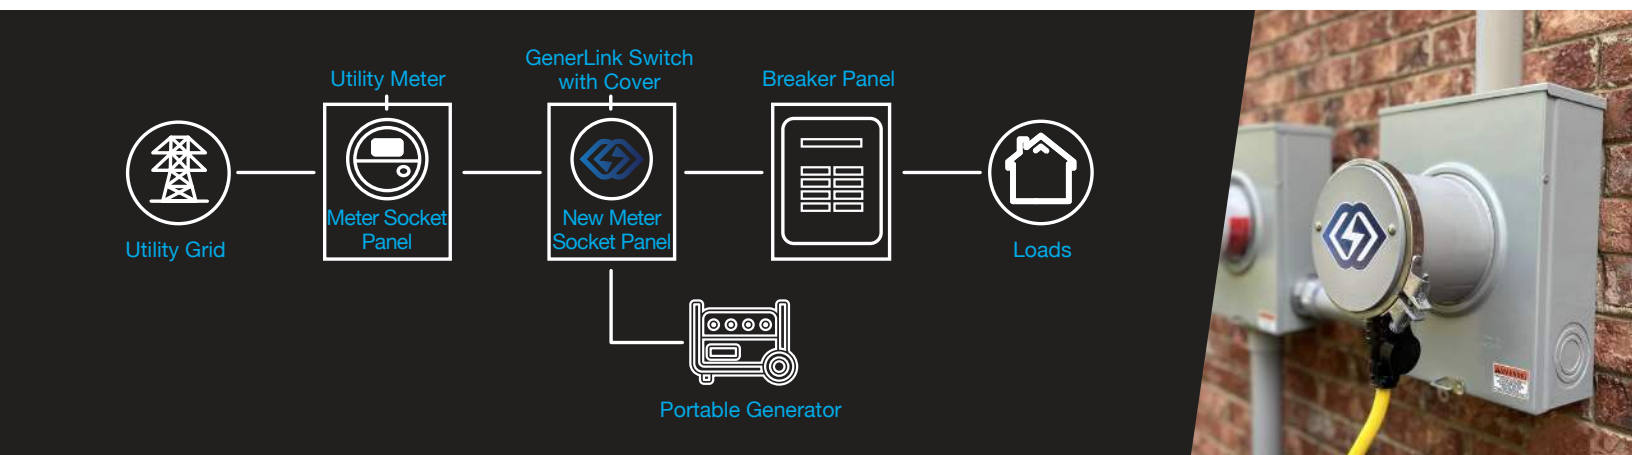 GenerLink Switch
with Cover
Utility Meter
Breaker Panel
Meter Socket
Panel
New Meter
Socket Panel
Utility Grid
Loads
Portable Generator
WARNING